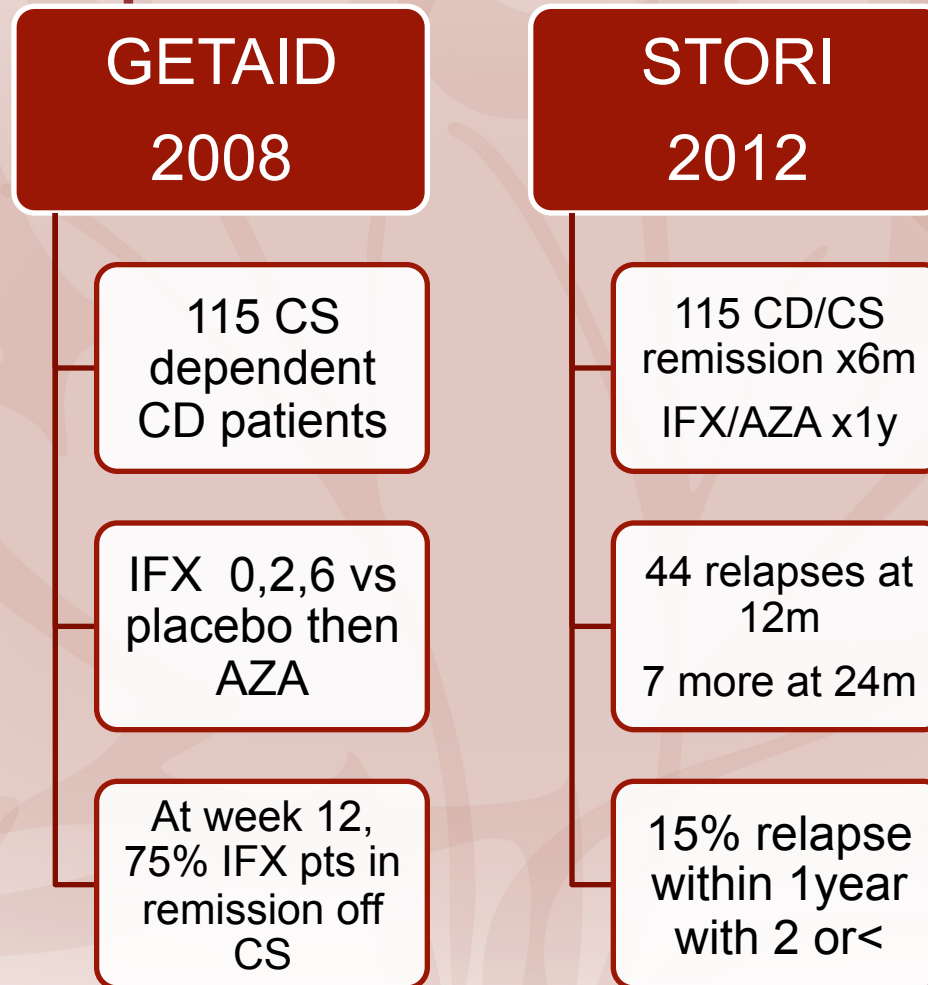 GETAID
2008
115 CS
dependent
CD patients
IFX  0,2,6 vs
placebo then
AZA
At week 12,
75% IFX pts in
remission off
CS
STORI
2012
115 CD/CS
remission x6m
IFX/AZA x1y
44 relapses at
12m
7 more at 24m
15% relapse
within 1year
with 2 or<